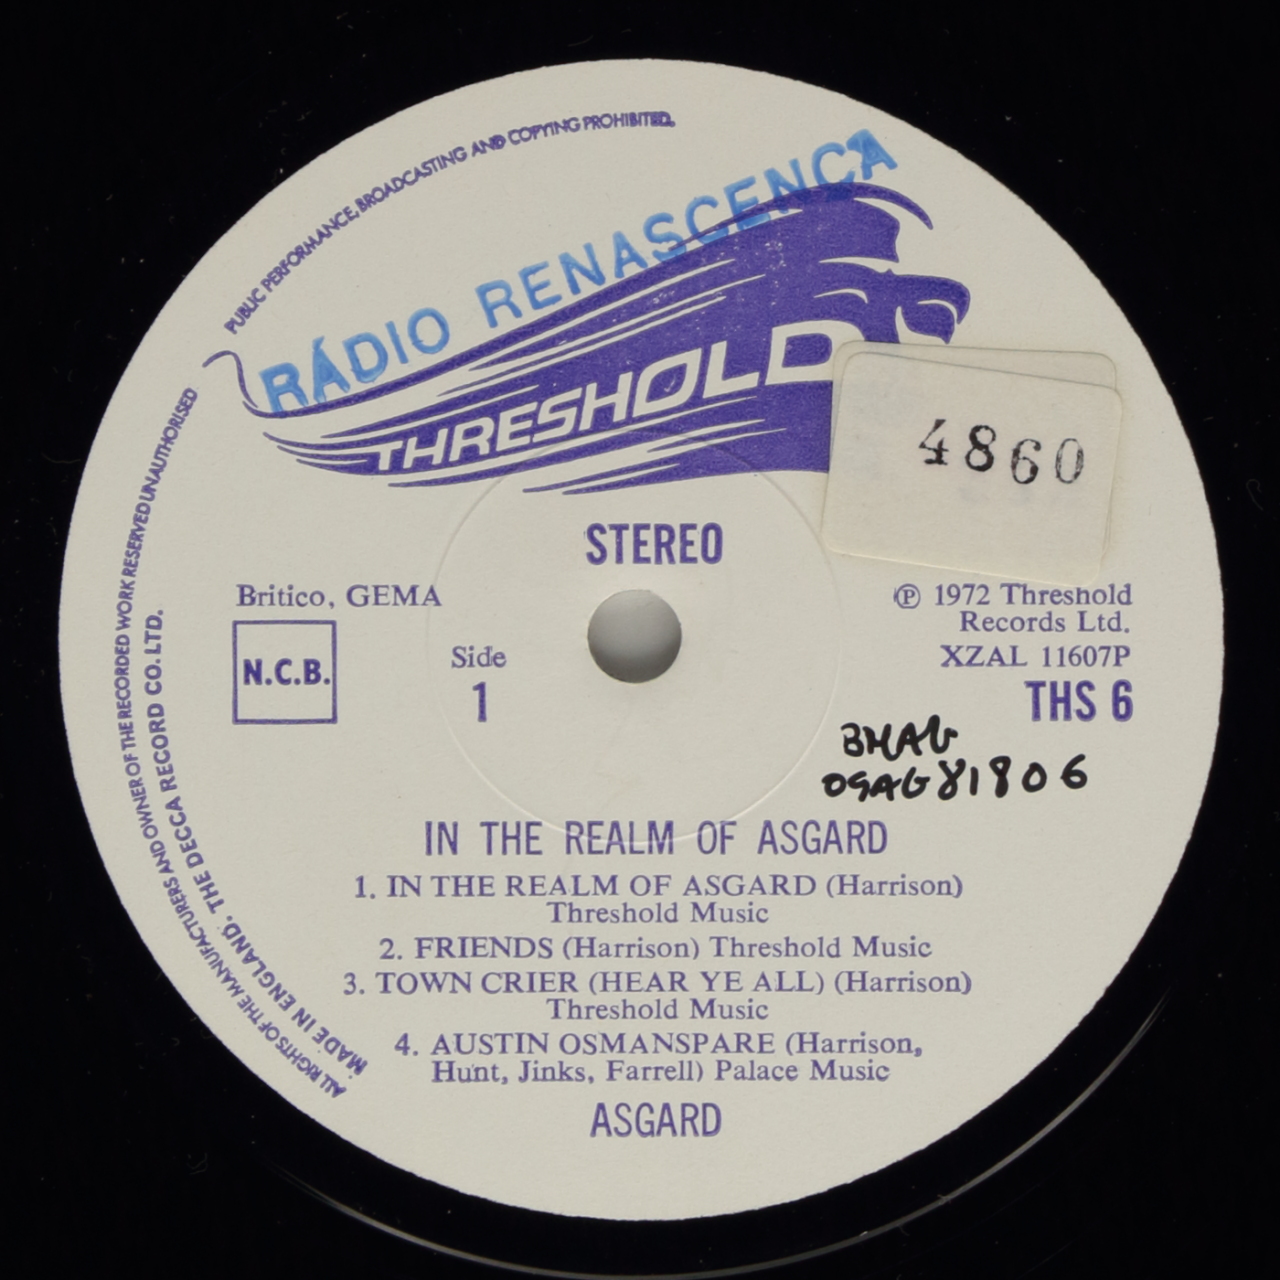 PUBLIC PERFORMANCE, BROADCASTING AND COPYING PROHIBITED.
RÁDIO RENASCENÇA
THRESHOLD
4860
STEREO
Britico, GEMA
N.C.B.
Side
1
℗ 1972 Threshold
Records Ltd.
XZAL 11607P
THS 6
81806
IN THE REALM OF ASGARD
1. IN THE REALM OF ASGARD (Harrison)
Threshold Music
2. FRIENDS (Harrison) Threshold Music
3. TOWN CRIER (HEAR YE ALL) (Harrison)
Threshold Music
4. AUSTIN OSMANSPARE (Harrison,
Hunt, Jinks, Farrell) Palace Music
ASGARD
ALL RIGHTS OF THE MANUFACTURERS AND OWNER OF THE RECORDED WORK RESERVED UNAUTHORISED
MADE IN ENGLAND. THE DECCA RECORD CO. LTD.